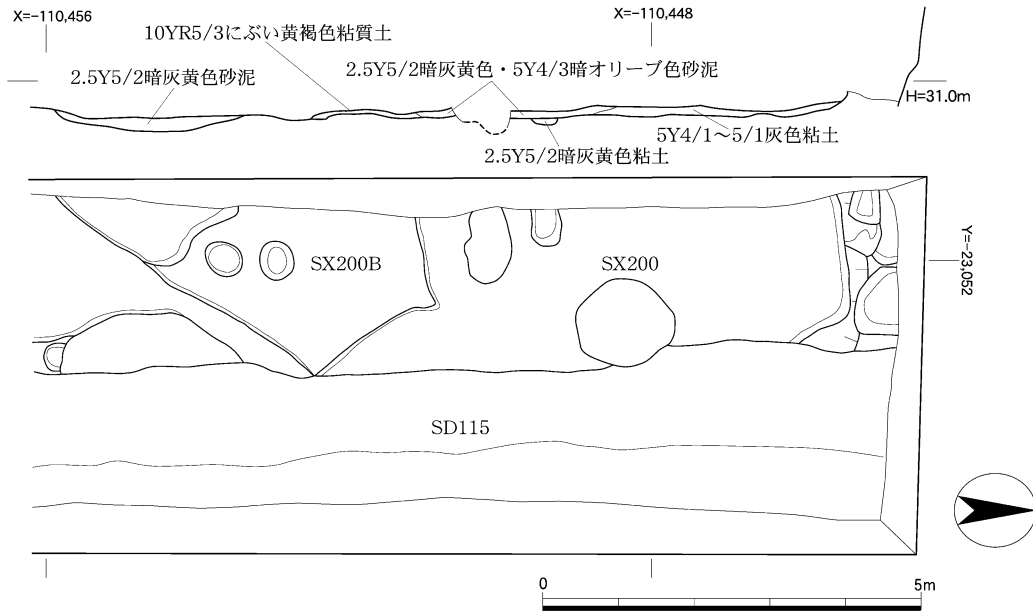 X=-110,456
X=-110,448
10YR5/3にぶい黄褐色粘質土
2.5Y5/2暗灰黄色砂泥
2.5Y5/2暗灰黄色・5Y4/3暗オリーブ色砂泥
H=31.0m
5Y4/1～5/1灰色粘土
2.5Y5/2暗灰黄色粘土
Y=-23,052
SX200B
SX200
SD115
0
5m